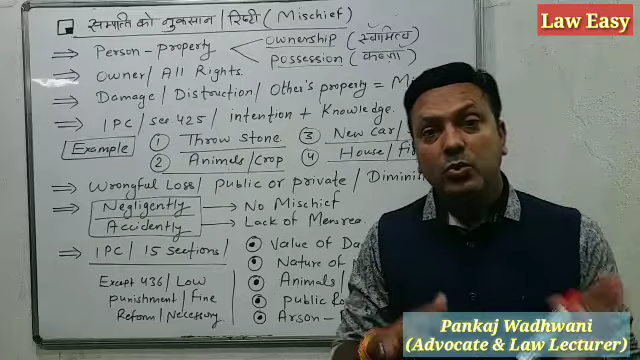 Law Easy
सम्पत्ति को नुकसान / रिष्टी (Mischief)
Person - property
ownership (स्वामित्व)
possession (कब्जा)
Owner / All Rights.
Damage / Distruction / Other's property =
IPC / sec 425 / Intention + Knowledge.
Example
① Throw stone
③ New car /
② Animals/crop
④ House /
Wrongful Loss / Public or private /
Negligently → No Mischief
Accidently → Lack of Mensrea.
IPC / 15 sections /
Value of
Except 436 / Low
Nature of
punishment / Fine
Animals /
Reform / Necessary
public
Arson -
Pankaj Wadhwani
(Advocate & Law Lecturer)